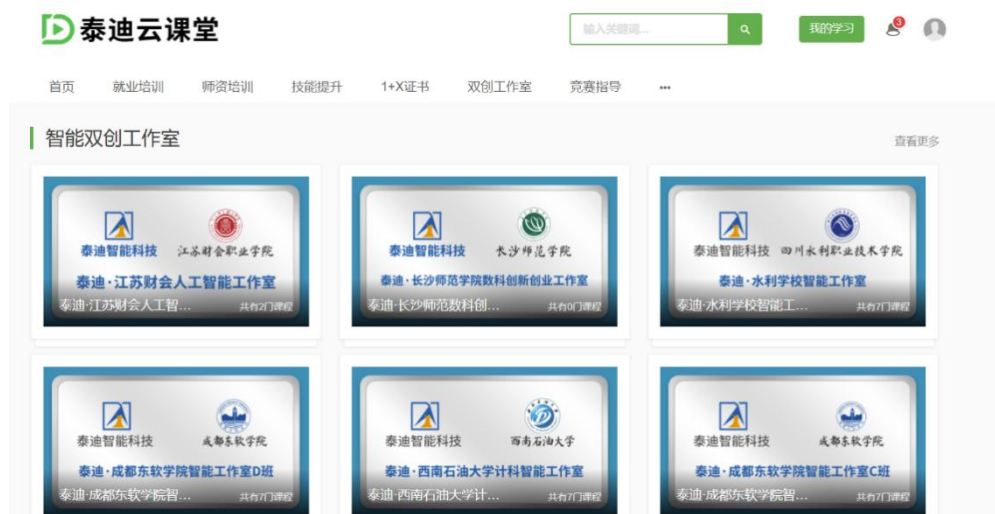 泰迪云课堂
输入关键词...
我的学习
3
首页 就业培训 师资培训 技能提升 1+X证书 双创工作室 竞赛指导 •••
智能双创工作室
查看更多
泰迪智能科技 江苏财会职业学院
泰迪·江苏财会人工智能工作室
泰迪·江苏财会人工智... 共有2门课程
泰迪智能科技 长沙师范学院
泰迪·长沙师范学院数科创新创业工作室
泰迪·长沙师范数科创... 共有0门课程
泰迪智能科技 四川水利职业技术学院
泰迪·水利学校智能工作室
泰迪·水利学校智能工... 共有7门课程
泰迪智能科技 成都东软学院
泰迪·成都东软学院智能工作室D班
泰迪·成都东软学院智... 共有7门课程
泰迪智能科技 西南石油大学
泰迪·西南石油大学计科智能工作室
泰迪·西南石油大学计... 共有7门课程
泰迪智能科技 成都东软学院
泰迪·成都东软学院智能工作室C班
泰迪·成都东软学院智... 共有7门课程